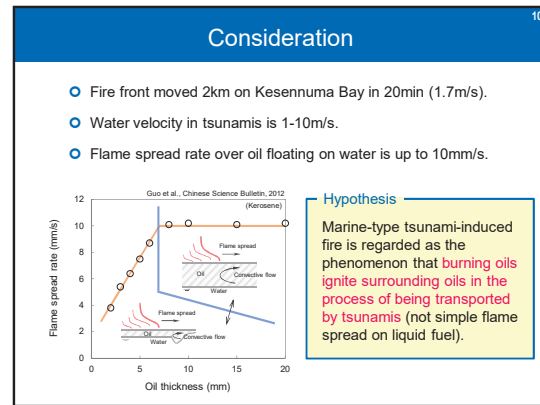 10
Consideration
Fire front moved 2km on Kesennuma Bay in 20min (1.7m/s).
Water velocity in tsunamis is 1-10m/s.
Flame spread rate over oil floating on water is up to 10mm/s.
Guo et al., Chinese Science Bulletin, 2012
(Kerosene)
12
10
8
6
4
2
0
Flame spread rate (mm/s)
Flame spread
Oil
Convective flow
Water
Flame spread
Oil
Water
Convective flow
0
5
10
15
20
Oil thickness (mm)
Hypothesis
Marine-type tsunami-induced
fire is regarded as the
phenomenon that burning oils
ignite surrounding oils in the
process of being transported
by tsunamis (not simple flame
spread on liquid fuel).